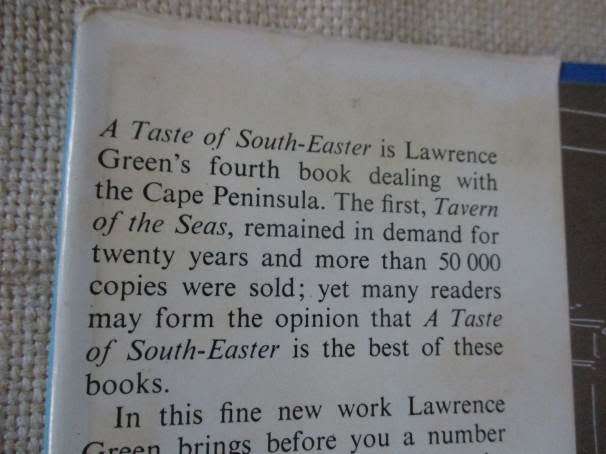 A Taste of South-Easter is Lawrence
Green's fourth book dealing with
the Cape Peninsula. The first, Tavern
of the Seas, remained in demand for
twenty years and more than 50 000
copies were sold; yet many readers
may form the opinion that A Taste
of South-Easter is the best of these
books.
In this fine new work Lawrence
Green brings before you a number